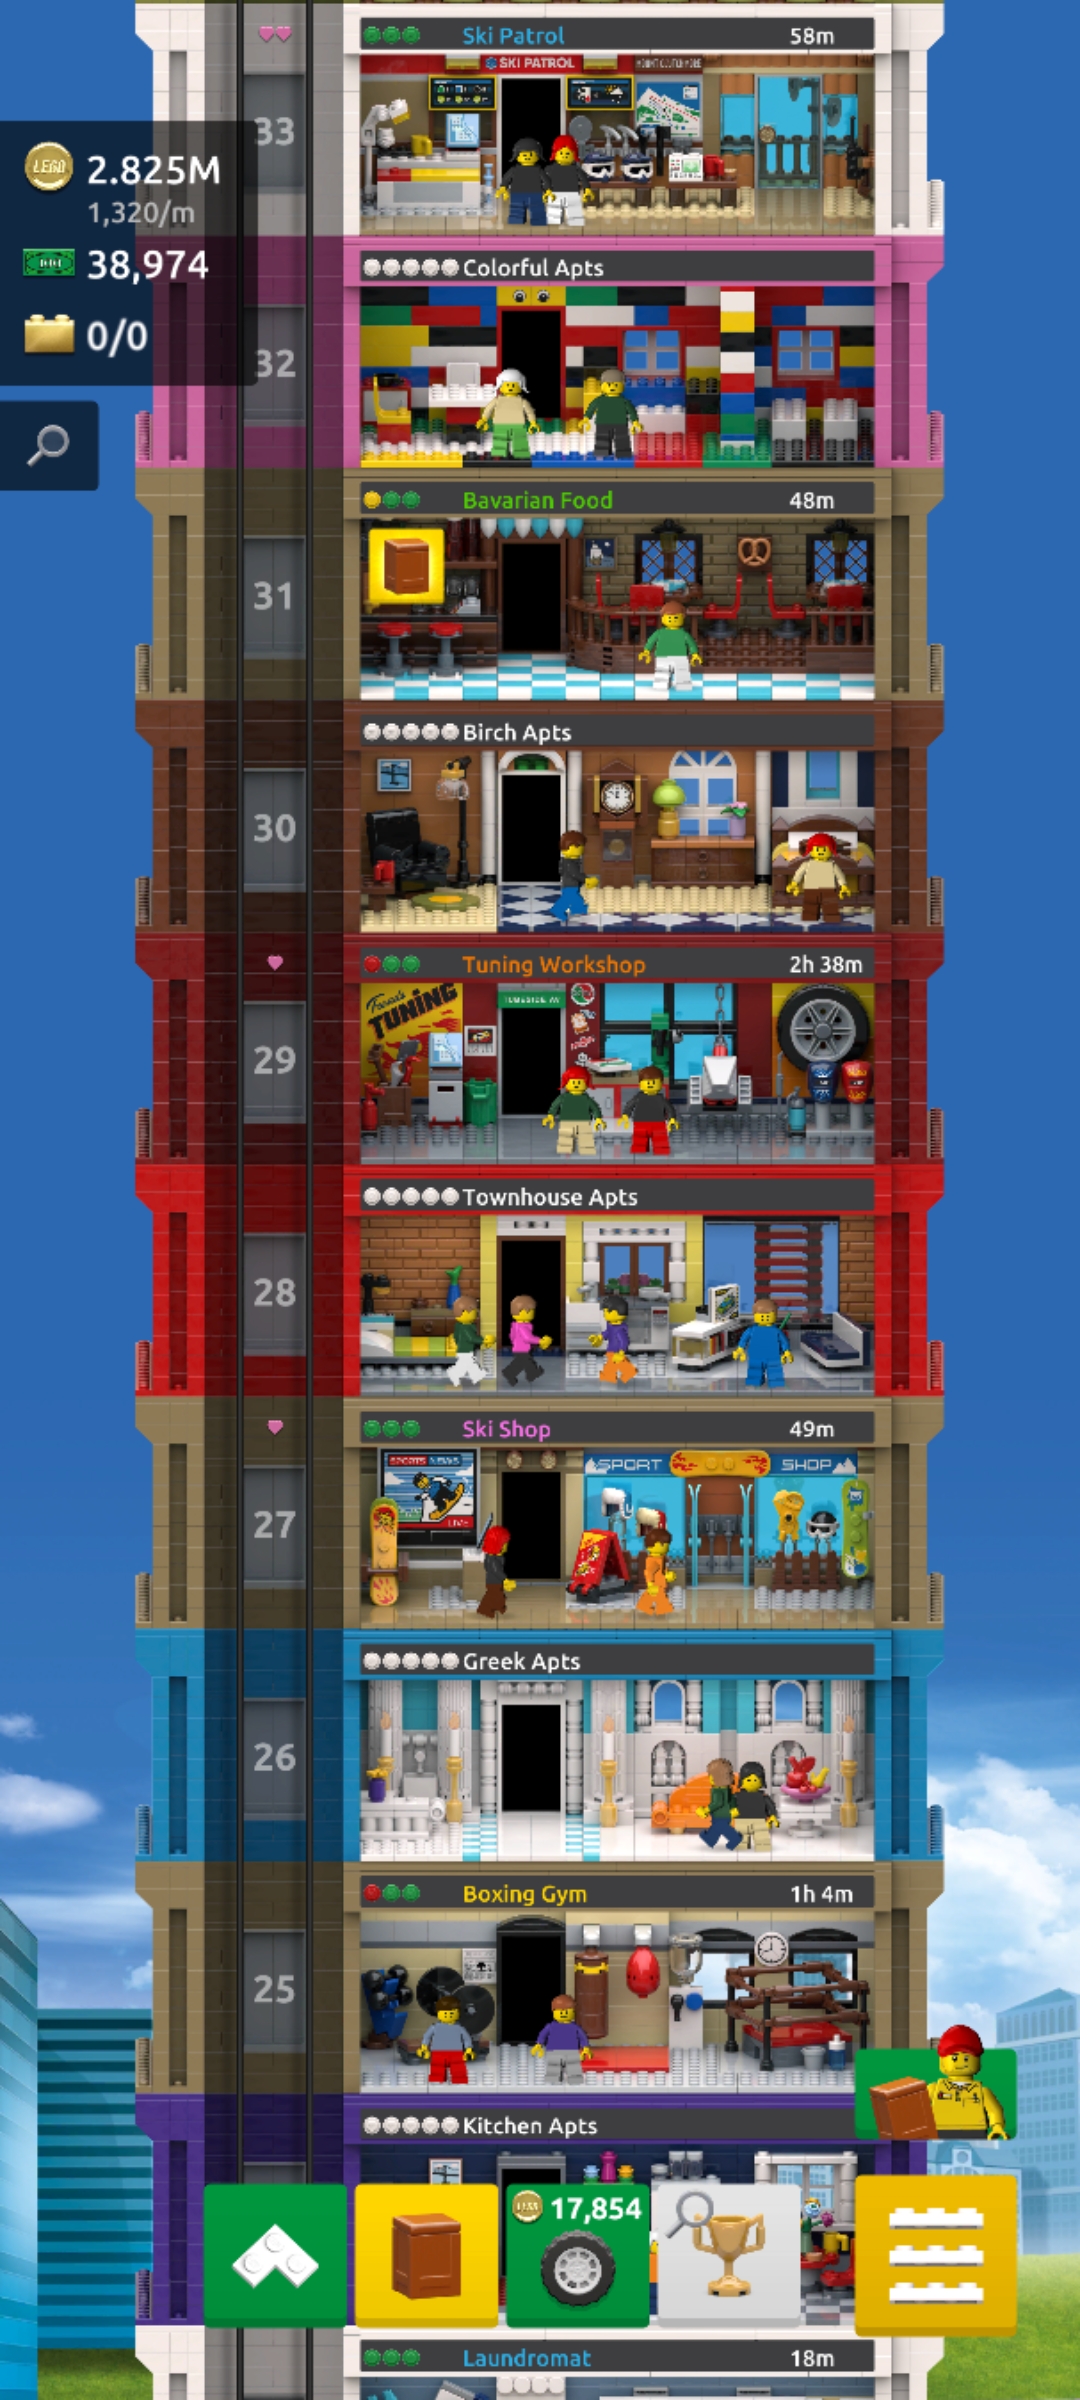 Ski Patrol 58m
SKI PATROL
33
2.825M
1,320/m
38,974
0/0
Colorful Apts
32
Bavarian Food 48m
31
Birch Apts
30
Tuning Workshop 2h 38m
TUNING
29
Townhouse Apts
28
Ski Shop 49m
SPORTS NEWS
LIVE
SPORT SHOP
27
Greek Apts
26
Boxing Gym 1h 4m
25
Kitchen Apts
17,854
Laundromat 18m